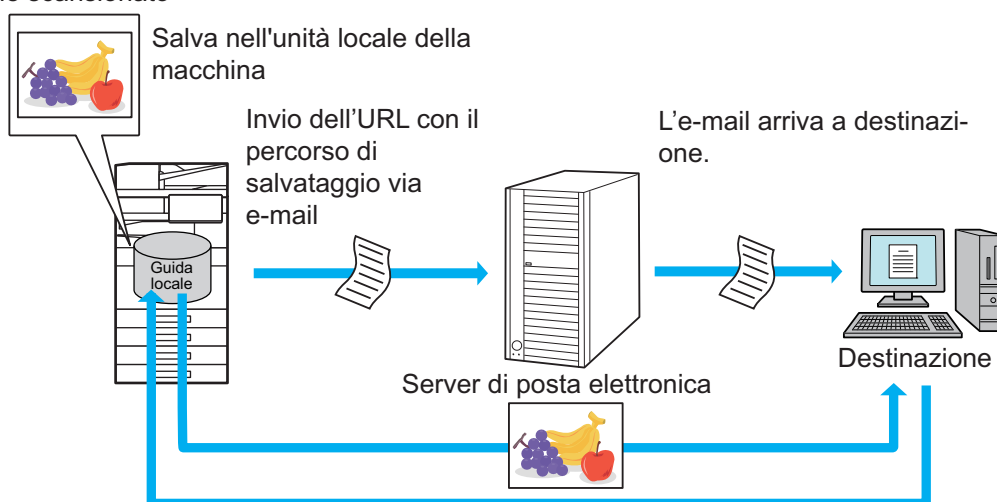 Salva nell'unità locale della
macchina
Invio dell’URL con il
percorso di
salvataggio via
e-mail
L’e-mail arriva a destinazi-
one.
Guida
locale
Server di posta elettronica
Destinazione